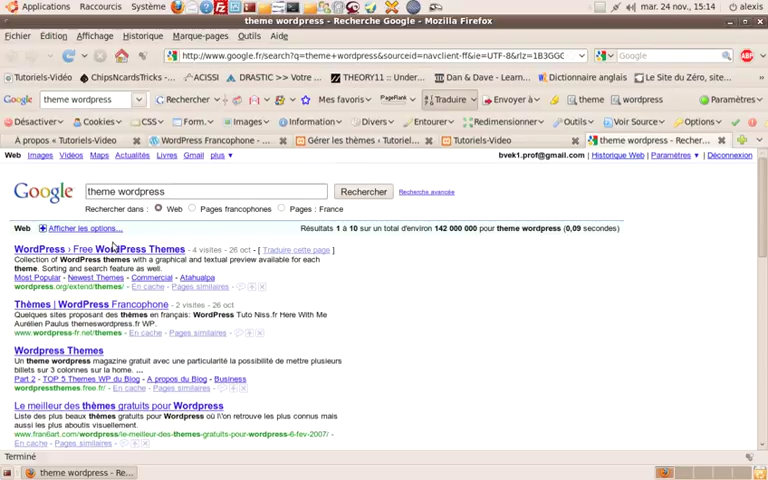 Applications Raccourcis Système mar. 24 nov., 15:14 alexis
theme wordpress - Recherche Google - Mozilla Firefox
Fichier Édition Affichage Historique Marque-pages Outils Aide
http://www.google.fr/search?q=theme+wordpress&sourceid=navclient-ff&ie=UTF-8&rlz=1B3GGGC Google
Tutoriels-Vidéo ChipsNcardsTricks -... ACISSI DRASTIC >> Votre ... THEORY11 :: Under... Dan & Dave - Learn... Dictionnaire anglais Le Site du Zéro, site...
Google theme wordpress Rechercher Mes favoris PageRank Traduire Envoyer à theme wordpress Paramètres
Désactiver Cookies CSS Form. Images Information Divers Entourer Redimensionner Outils Voir Source Options
À propos « Tutoriels-Video WordPress Francophone - ... Gérer les thèmes › Tutoriel... Tutoriels-Video theme wordpress - Recher...
Web Images Vidéos Maps Actualités Livres Gmail plus bvek1.prof@gmail.com | Historique Web | Paramètres | Déconnexion
Google theme wordpress Rechercher Recherche avancée
Rechercher dans : Web Pages francophones Pages : France
Web Afficher les options... Résultats 1 à 10 sur un total d'environ 142 000 000 pour theme wordpress (0,09 secondes)
WordPress › Free WordPress Themes - 4 visites - 26 oct - [ Traduire cette page ]
Collection of WordPress themes with a graphical and textual preview available for each
theme. Sorting and search feature as well.
Most Popular - Newest Themes - Commercial - Atahualpa
wordpress.org/extend/themes/ - En cache - Pages similaires -
Thèmes | WordPress Francophone - 2 visites - 26 oct
Quelques sites proposant des thèmes en français: WordPress Tuto Niss.fr Here With Me
Aurélien Paulus themeswordpress.fr WP.
www.wordpress-fr.net/themes - En cache - Pages similaires -
Wordpress Themes
Un theme wordpress magazine gratuit avec une particularité la possibilité de mettre plusieurs
billets sur 3 colonnes sur la home. ...
Part 2 - TOP 5 Themes WP du Blog - A propos du Blog - Business
wordpressthemes.free.fr/ - En cache - Pages similaires -
Le meilleur des thèmes gratuits pour Wordpress
Liste des plus beaux thèmes gratuits pour Wordpress où l\'on retrouve les plus connus mais
aussi les plus aboutis visuellement.
www.fran6art.com/wordpress/le-meilleur-des-themes-gratuits-pour-wordpress-6-fev-2007/ -
En cache - Pages similaires -
Terminé
theme wordpress - Re...